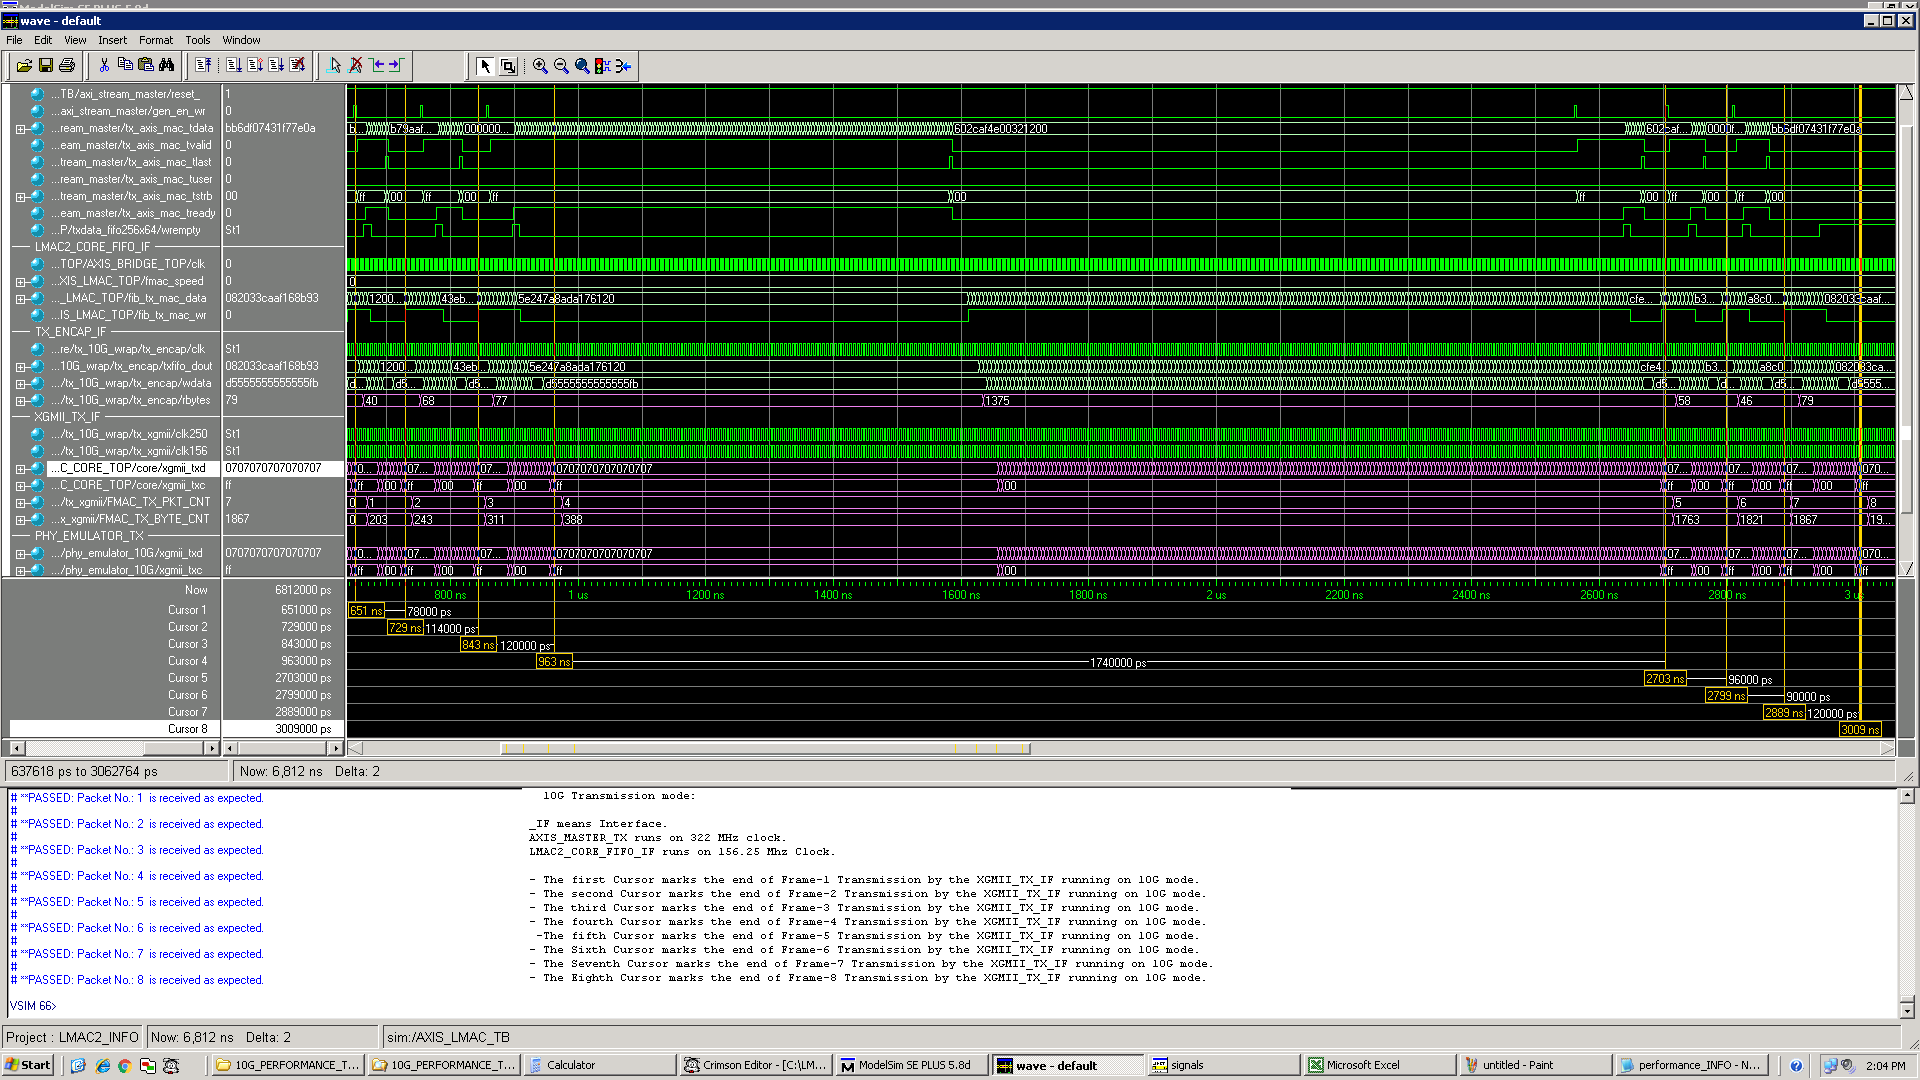 wave - default
File Edit View Insert Format Tools Window
...TB/axi_stream_master/reset_ 1
...axi_stream_master/gen_en_wr 0
...ream_master/tx_axis_mac_tdata bb6df07431f77e0a b... b79aaf... 000000... 602caf4e00321200 602caf... 0000f... bb6df07431f77e0a
...eam_master/tx_axis_mac_tvalid 0
...tream_master/tx_axis_mac_tlast 0
...ream_master/tx_axis_mac_tuser 0
...tream_master/tx_axis_mac_tstrb 00 ff 00 ff 00 ff 00 ff 00 ff 00 ff 00
...eam_master/tx_axis_mac_tready 0
...P/txdata_fifo256x64/wrempty St1
LMAC2_CORE_FIFO_IF
...TOP/AXIS_BRIDGE_TOP/clk 0
...XIS_LMAC_TOP/fmac_speed 0 0
..._LMAC_TOP/fib_tx_mac_data 082033caaf168b93 1200... 43eb... 5e247a8ada176120 cfe... b3... a8c0... 082033caaf...
...IS_LMAC_TOP/fib_tx_mac_wr 0
TX_ENCAP_IF
...re/tx_10G_wrap/tx_encap/clk St1
...10G_wrap/tx_encap/txfifo_dout 082033caaf168b93 1200... 43eb... 5e247a8ada176120 cfe4... b3... a8c0... 082033ca...
.../tx_10G_wrap/tx_encap/wdata d5555555555555fb d... d5... d5... d5555555555555fb d5... d... d5... d5555...
.../tx_10G_wrap/tx_encap/rbytes 79 40 68 77 1375 58 46 79
XGMII_TX_IF
.../tx_10G_wrap/tx_xgmii/clk250 St1
.../tx_10G_wrap/tx_xgmii/clk156 St1
...C_CORE_TOP/core/xgmii_txd 0707070707070707 0... 07... 07... 0707070707070707 07... 07... 07... 070...
...C_CORE_TOP/core/xgmii_txc ff ff 00 ff 00 ff 00 ff 00 ff 00 ff 00 ff 00 ff
.../tx_xgmii/FMAC_TX_PKT_CNT 7 0 1 2 3 4 5 6 7 8
...x_xgmii/FMAC_TX_BYTE_CNT 1867 0 203 243 311 388 1763 1821 1867 19...
PHY_EMULATOR_TX
.../phy_emulator_10G/xgmii_txd 0707070707070707 0... 07... 07... 0707070707070707 07... 07... 07... 070...
.../phy_emulator_10G/xgmii_txc ff ff 00 ff 00 ff 00 ff 00 ff 00 ff 00 ff 00 ff
Now 6812000 ps 800 ns 1 us 1200 ns 1400 ns 1600 ns 1800 ns 2 us 2200 ns 2400 ns 2600 ns 2800 ns 3 us
Cursor 1 651000 ps 651 ns 78000 ps
Cursor 2 729000 ps 729 ns 114000 ps
Cursor 3 843000 ps 843 ns 120000 ps
Cursor 4 963000 ps 963 ns 1740000 ps
Cursor 5 2703000 ps 2703 ns 96000 ps
Cursor 6 2799000 ps 2799 ns 90000 ps
Cursor 7 2889000 ps 2889 ns 120000 ps
Cursor 8 3009000 ps 3009 ns
637618 ps to 3062764 ps Now: 6,812 ns Delta: 2
# **PASSED: Packet No.: 1 is received as expected.
#
# **PASSED: Packet No.: 2 is received as expected.
#
# **PASSED: Packet No.: 3 is received as expected.
#
# **PASSED: Packet No.: 4 is received as expected.
#
# **PASSED: Packet No.: 5 is received as expected.
#
# **PASSED: Packet No.: 6 is received as expected.
#
# **PASSED: Packet No.: 7 is received as expected.
#
# **PASSED: Packet No.: 8 is received as expected.
VSIM 66>
10G Transmission mode:
_IF means Interface.
AXIS_MASTER_TX runs on 322 MHz clock.
LMAC2_CORE_FIFO_IF runs on 156.25 Mhz Clock.
- The first Cursor marks the end of Frame-1 Transmission by the XGMII_TX_IF running on 10G mode.
- The second Cursor marks the end of Frame-2 Transmission by the XGMII_TX_IF running on 10G mode.
- The third Cursor marks the end of Frame-3 Transmission by the XGMII_TX_IF running on 10G mode.
- The fourth Cursor marks the end of Frame-4 Transmission by the XGMII_TX_IF running on 10G mode.
-The fifth Cursor marks the end of Frame-5 Transmission by the XGMII_TX_IF running on 10G mode.
- The Sixth Cursor marks the end of Frame-6 Transmission by the XGMII_TX_IF running on 10G mode.
- The Seventh Cursor marks the end of Frame-7 Transmission by the XGMII_TX_IF running on 10G mode.
- The Eighth Cursor marks the end of Frame-8 Transmission by the XGMII_TX_IF running on 10G mode.
Project : LMAC2_INFO Now: 6,812 ns Delta: 2 sim:/AXIS_LMAC_TB
Start 10G_PERFORMANCE_T... 10G_PERFORMANCE_T... Calculator Crimson Editor - [C:\LM... ModelSim SE PLUS 5.8d wave - default signals Microsoft Excel untitled - Paint performance_INFO - N... 2:04 PM